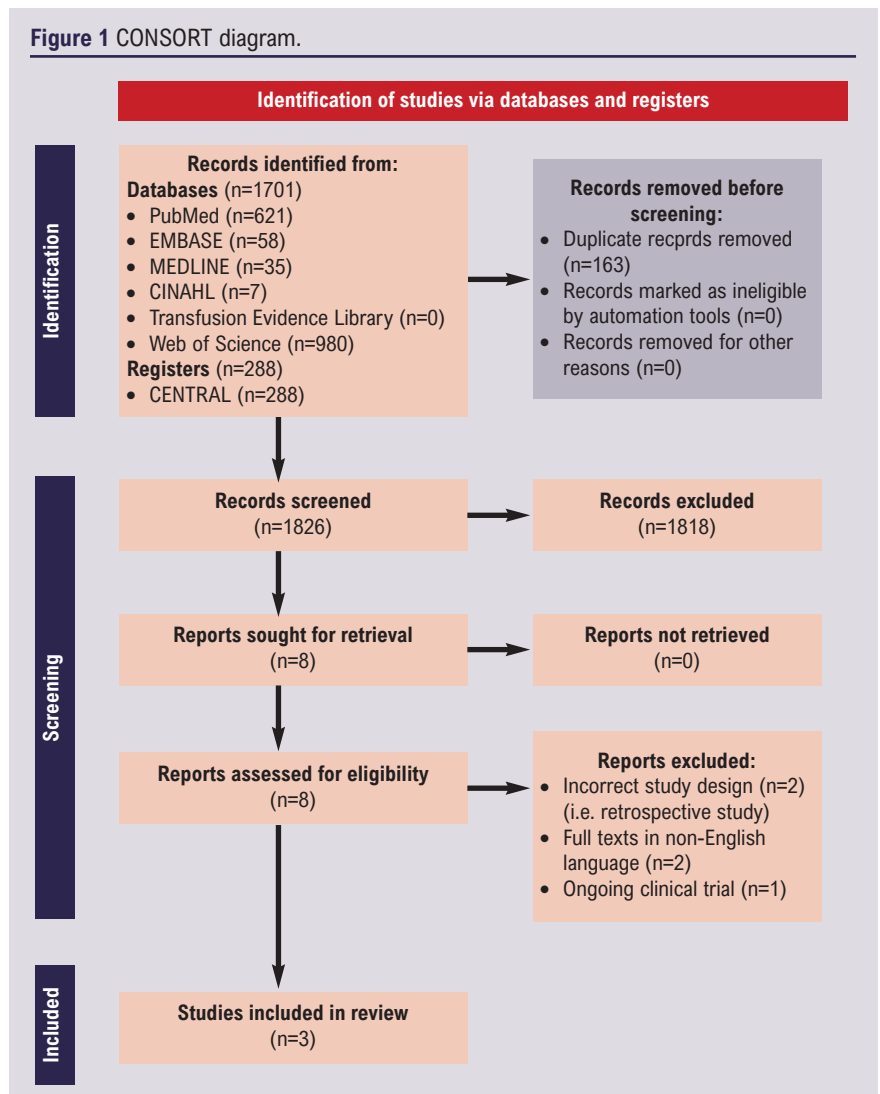 Figure 1 CONSORT diagram.
Identification of studies via databases and registers
Identification
Records identified from:
Databases (n=1701)
• PubMed (n=621)
• EMBASE (n=58)
• MEDLINE (n=35)
• CINAHL (n=7)
• Transfusion Evidence Library (n=0)
• Web of Science (n=980)
Registers (n=288)
• CENTRAL (n=288)
Records removed before
screening:
• Duplicate recprds removed
(n=163)
• Records marked as ineligible
by automation tools (n=0)
• Records removed for other
reasons (n=0)
Screening
Records screened
(n=1826)
Records excluded
(n=1818)
Reports sought for retrieval
(n=8)
Reports not retrieved
(n=0)
Reports assessed for eligibility
(n=8)
Reports excluded:
• Incorrect study design (n=2)
(i.e. retrospective study)
• Full texts in non-English
language (n=2)
• Ongoing clinical trial (n=1)
Included
Studies included in review
(n=3)